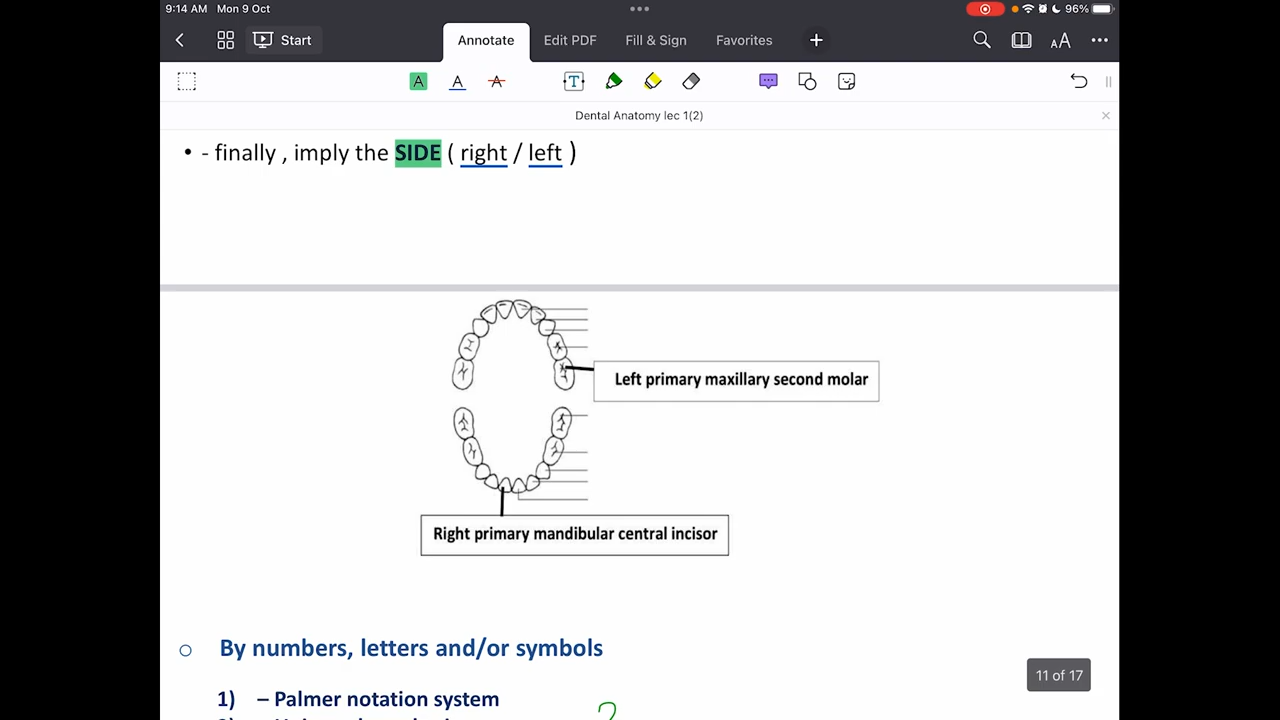 9:14 AM Mon 9 Oct
96%
Start
Annotate
Edit PDF
Fill & Sign
Favorites
AA
A A A T
Dental Anatomy lec 1(2)
• - finally , imply the SIDE ( right / left )
Left primary maxillary second molar
Right primary mandibular central incisor
o By numbers, letters and/or symbols
11 of 17
1) – Palmer notation system